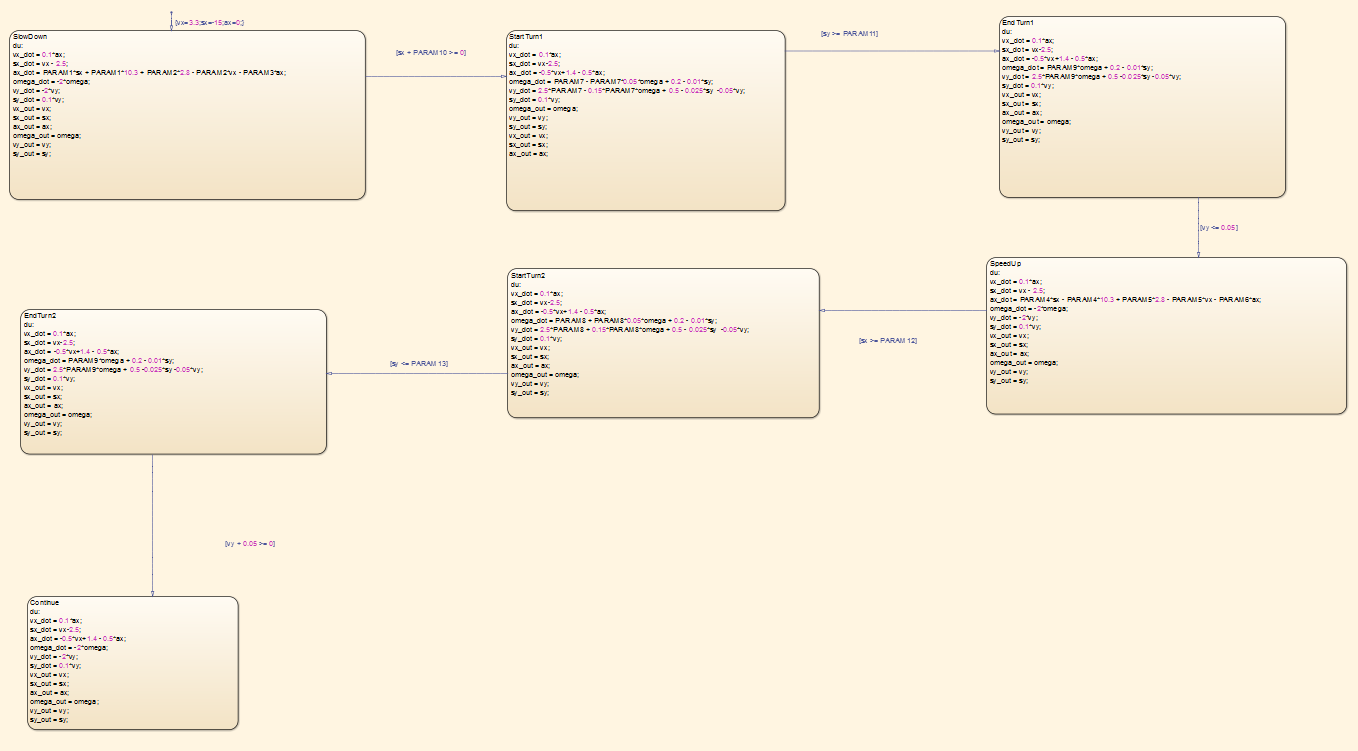 {vx=3.3;sx=-15;ax=0;}
SlowDown
du:
vx_dot = 0.1*ax;
sx_dot = vx - 2.5;
ax_dot = PARAM1*sx + PARAM1*10.3 + PARAM2*2.8 - PARAM2*vx - PARAM3*ax;
omega_dot = -2*omega;
vy_dot = -2*vy;
sy_dot = 0.1*vy;
vx_out = vx;
sx_out = sx;
ax_out = ax;
omega_out = omega;
vy_out = vy;
sy_out = sy;
[sx + PARAM10 >= 0]
StartTurn1
du:
vx_dot = 0.1*ax;
sx_dot = vx-2.5;
ax_dot = -0.5*vx+1.4 - 0.5*ax;
omega_dot = PARAM7 - PARAM7*0.05*omega + 0.2 - 0.01*sy;
vy_dot = 2.5*PARAM7 - 0.15*PARAM7*omega + 0.5 - 0.025*sy -0.05*vy;
sy_dot = 0.1*vy;
omega_out = omega;
vy_out = vy;
sy_out = sy;
vx_out = vx;
sx_out = sx;
ax_out = ax;
[sy >= PARAM11]
EndTurn1
du:
vx_dot = 0.1*ax;
sx_dot = vx-2.5;
ax_dot = -0.5*vx+1.4 - 0.5*ax;
omega_dot = PARAM9*omega + 0.2 - 0.01*sy;
vy_dot = 2.5*PARAM9*omega + 0.5 -0.025*sy -0.05*vy;
sy_dot = 0.1*vy;
vx_out = vx;
sx_out = sx;
ax_out = ax;
omega_out = omega;
vy_out = vy;
sy_out = sy;
[vy <= 0.05]
SpeedUp
du:
vx_dot = 0.1*ax;
sx_dot = vx - 2.5;
ax_dot = PARAM4*sx - PARAM4*10.3 + PARAM5*2.8 - PARAM5*vx - PARAM6*ax;
omega_dot = -2*omega;
vy_dot = -2*vy;
sy_dot = 0.1*vy;
vx_out = vx;
sx_out = sx;
ax_out = ax;
omega_out = omega;
vy_out = vy;
sy_out = sy;
[sx >= PARAM12]
StartTurn2
du:
vx_dot = 0.1*ax;
sx_dot = vx-2.5;
ax_dot = -0.5*vx+1.4 - 0.5*ax;
omega_dot = PARAM8 + PARAM8*0.05*omega + 0.2 - 0.01*sy;
vy_dot = 2.5*PARAM8 + 0.15*PARAM8*omega + 0.5 - 0.025*sy -0.05*vy;
sy_dot = 0.1*vy;
vx_out = vx;
sx_out = sx;
ax_out = ax;
omega_out = omega;
vy_out = vy;
sy_out = sy;
[sy <= PARAM13]
EndTurn2
du:
vx_dot = 0.1*ax;
sx_dot = vx-2.5;
ax_dot = -0.5*vx+1.4 - 0.5*ax;
omega_dot = PARAM9*omega + 0.2 - 0.01*sy;
vy_dot = 2.5*PARAM9*omega + 0.5 -0.025*sy -0.05*vy;
sy_dot = 0.1*vy;
vx_out = vx;
sx_out = sx;
ax_out = ax;
omega_out = omega;
vy_out = vy;
sy_out = sy;
[vy + 0.05 >= 0]
Continue
du:
vx_dot = 0.1*ax;
sx_dot = vx-2.5;
ax_dot = -0.5*vx+1.4 - 0.5*ax;
omega_dot = -2*omega;
vy_dot = -2*vy;
sy_dot = 0.1*vy;
vx_out = vx;
sx_out = sx;
ax_out = ax;
omega_out = omega;
vy_out = vy;
sy_out = sy;